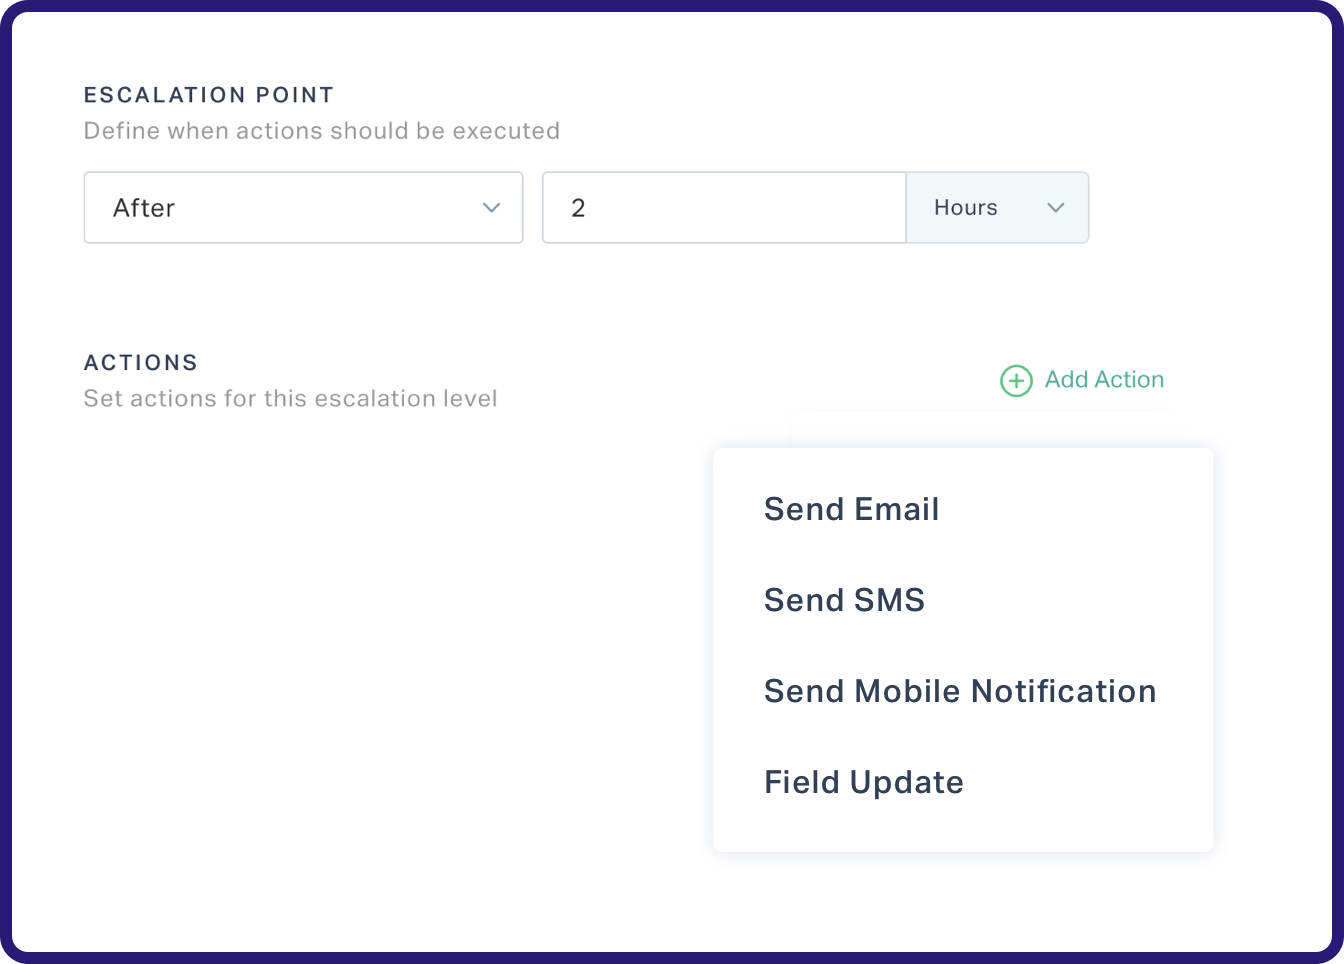 ESCALATION POINT
Define when actions should be executed
After 2 Hours
ACTIONS
Set actions for this escalation level
Add Action
Send Email
Send SMS
Send Mobile Notification
Field Update